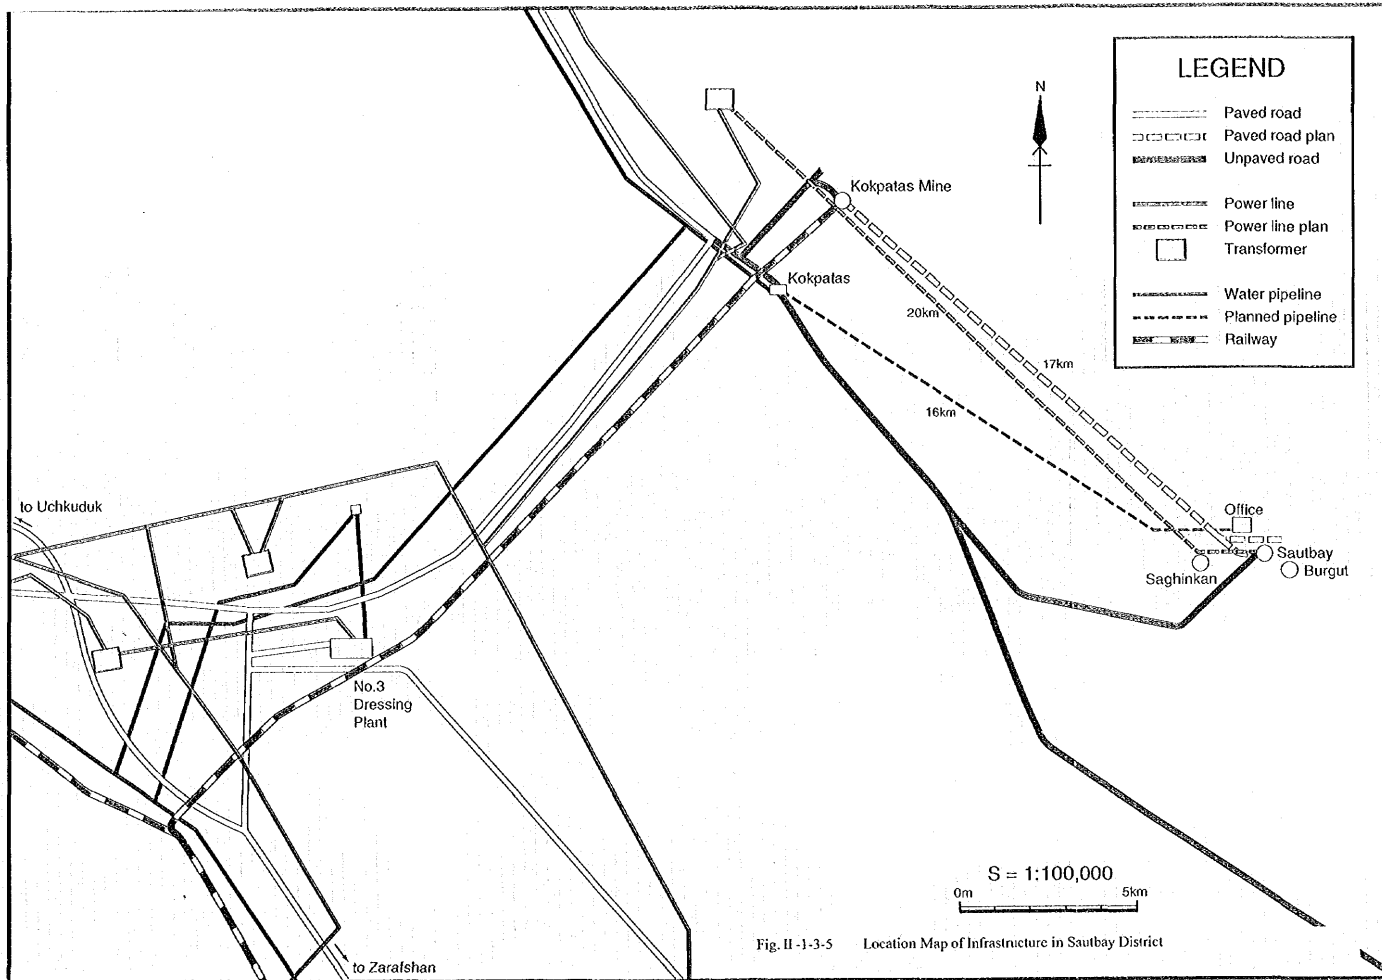 LEGEND
Paved road
Paved road plan
Unpaved road
Power line
Power line plan
Transformer
Water pipeline
Planned pipeline
Railway
N
Kokpatas Mine
Kokpatas
20km
17km
16km
to Uchkuduk
Office
Sautbay
Saghinkan
Burgut
No.3
Dressing
Plant
S = 1:100,000
0m 5km
to Zarafshan
Fig. II -1-3-5 Location Map of Infrastructure in Sautbay District